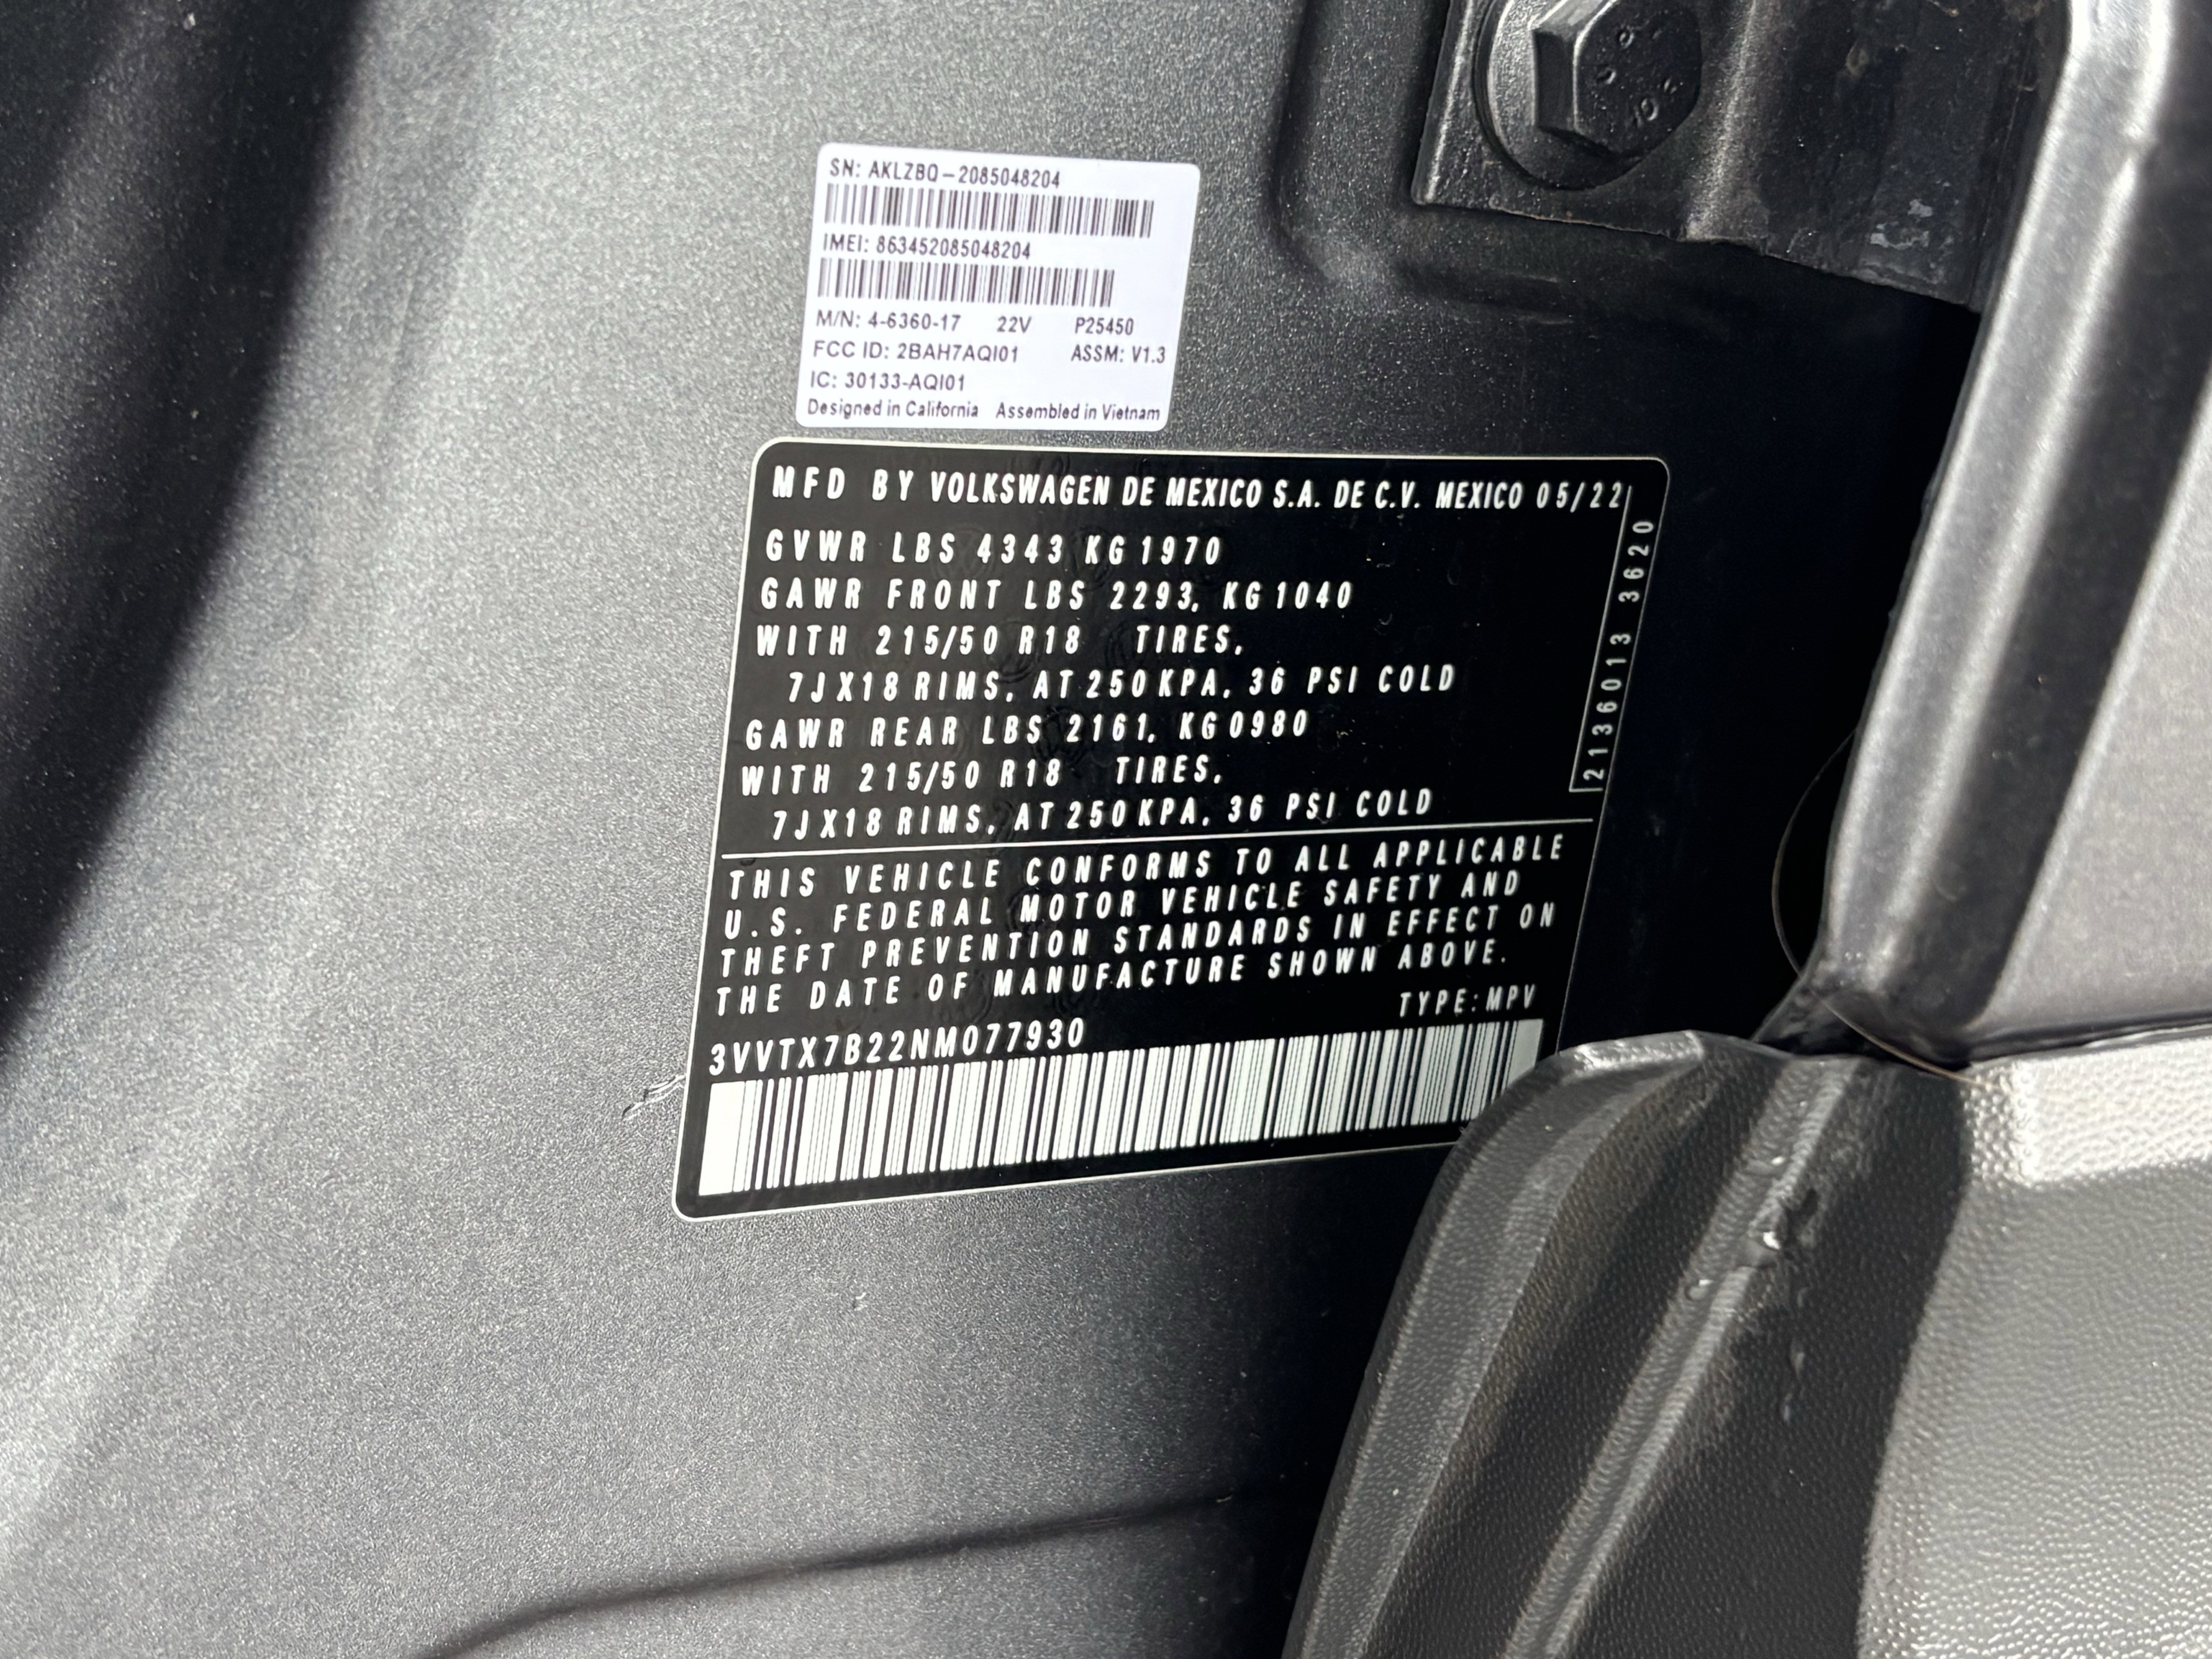 SN: AKLZBQ-2085048204
IMEI: 863452085048204
M/N: 4-6360-17 22V P25450
FCC ID: 2BAH7AQI01 ASSM: V1.3
IC: 30133-AQI01
Designed in California Assembled in Vietnam
MFD BY VOLKSWAGEN DE MEXICO S.A. DE C.V. MEXICO 05/22
GVWR LBS 4343 KG 1970
GAWR FRONT LBS 2293, KG 1040
WITH 215/50 R18 TIRES,
7JX18 RIMS, AT 250 KPA, 36 PSI COLD
GAWR REAR LBS 2161, KG 0980
WITH 215/50 R18 TIRES,
7JX18 RIMS, AT 250 KPA, 36 PSI COLD
2136013 3620
THIS VEHICLE CONFORMS TO ALL APPLICABLE
U.S. FEDERAL MOTOR VEHICLE SAFETY AND
THEFT PREVENTION STANDARDS IN EFFECT ON
THE DATE OF MANUFACTURE SHOWN ABOVE.
TYPE: MPV
3VVTX7B22NM077930